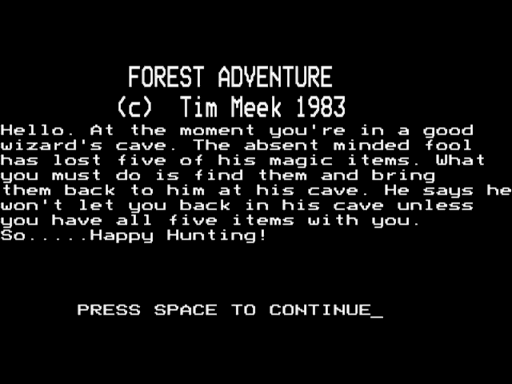 FOREST ADVENTURE
(c) Tim Meek 1983
Hello. At the moment you're in a good
wizard's cave. The absent minded fool
has lost five of his magic items. What
you must do is find them and bring
them back to him at his cave. He says he
won't let you back in his cave unless
you have all five items with you.
So.....Happy Hunting!
PRESS SPACE TO CONTINUE_